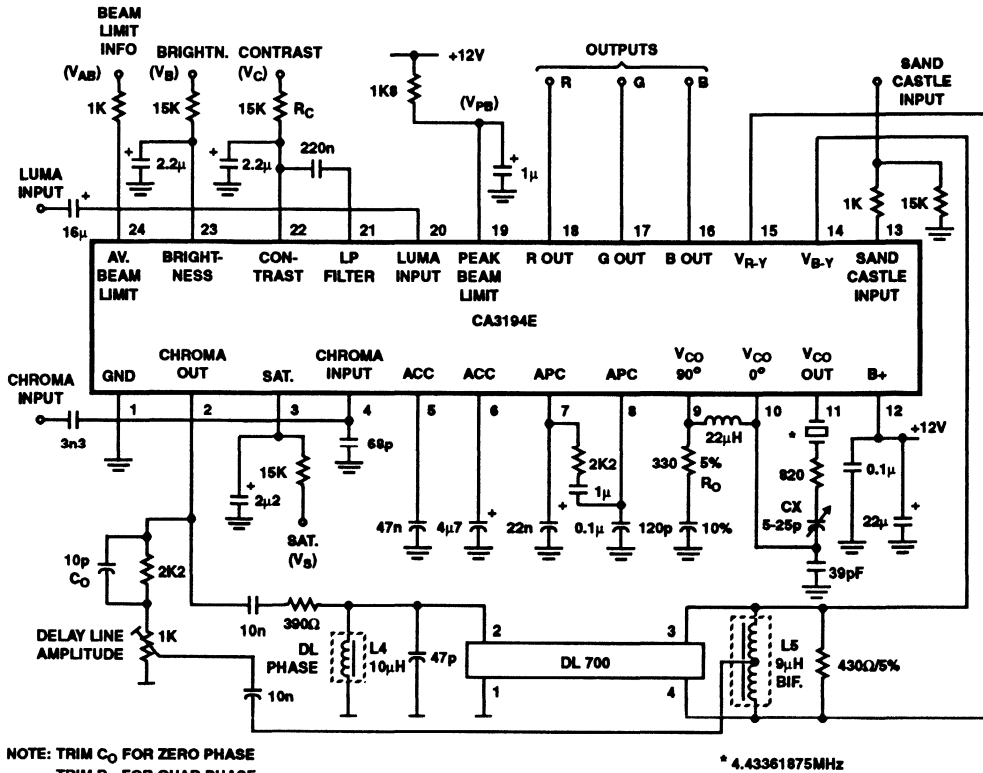 BEAM
LIMIT
INFO
BRIGHTN.
CONTRAST
(VAB)
(VB)
(VC)
1K
15K
15K
RC
+
2.2µ
+
2.2µ
220n
+12V
1K8
(VPB)
+
1µ
OUTPUTS
R
G
B
SAND
CASTLE
INPUT
1K
15K
LUMA
INPUT
+
16µ
24
23
22
21
20
19
18
17
16
15
14
13
AV.
BEAM
LIMIT
BRIGHT-
NESS
CON-
TRAST
LP
FILTER
LUMA
INPUT
PEAK
BEAM
LIMIT
R OUT
G OUT
B OUT
VR-Y
VB-Y
SAND
CASTLE
INPUT
CA3194E
GND
CHROMA
OUT
SAT.
CHROMA
INPUT
ACC
ACC
APC
APC
VCO
90°
VCO
0°
VCO
OUT
B+
1
2
3
4
5
6
7
8
9
10
11
12
CHROMA
INPUT
3n3
68p
15K
+
2µ2
SAT.
(VS)
47n
4µ7
+
22n
+
2K2
1µ
+
0.1µ
330
5%
RO
22µH
120p
10%
*
820
CX
5-25p
39pF
+12V
0.1µ
22µ
+
10p
CO
2K2
DELAY LINE
AMPLITUDE
1K
10n
10n
390Ω
DL
PHASE
L4
10µH
47p
2
1
DL 700
3
4
L5
9µH
BIF.
430Ω/5%
NOTE: TRIM CO FOR ZERO PHASE
TRIM RO FOR QUAD PHASE
* 4.43361875MHz